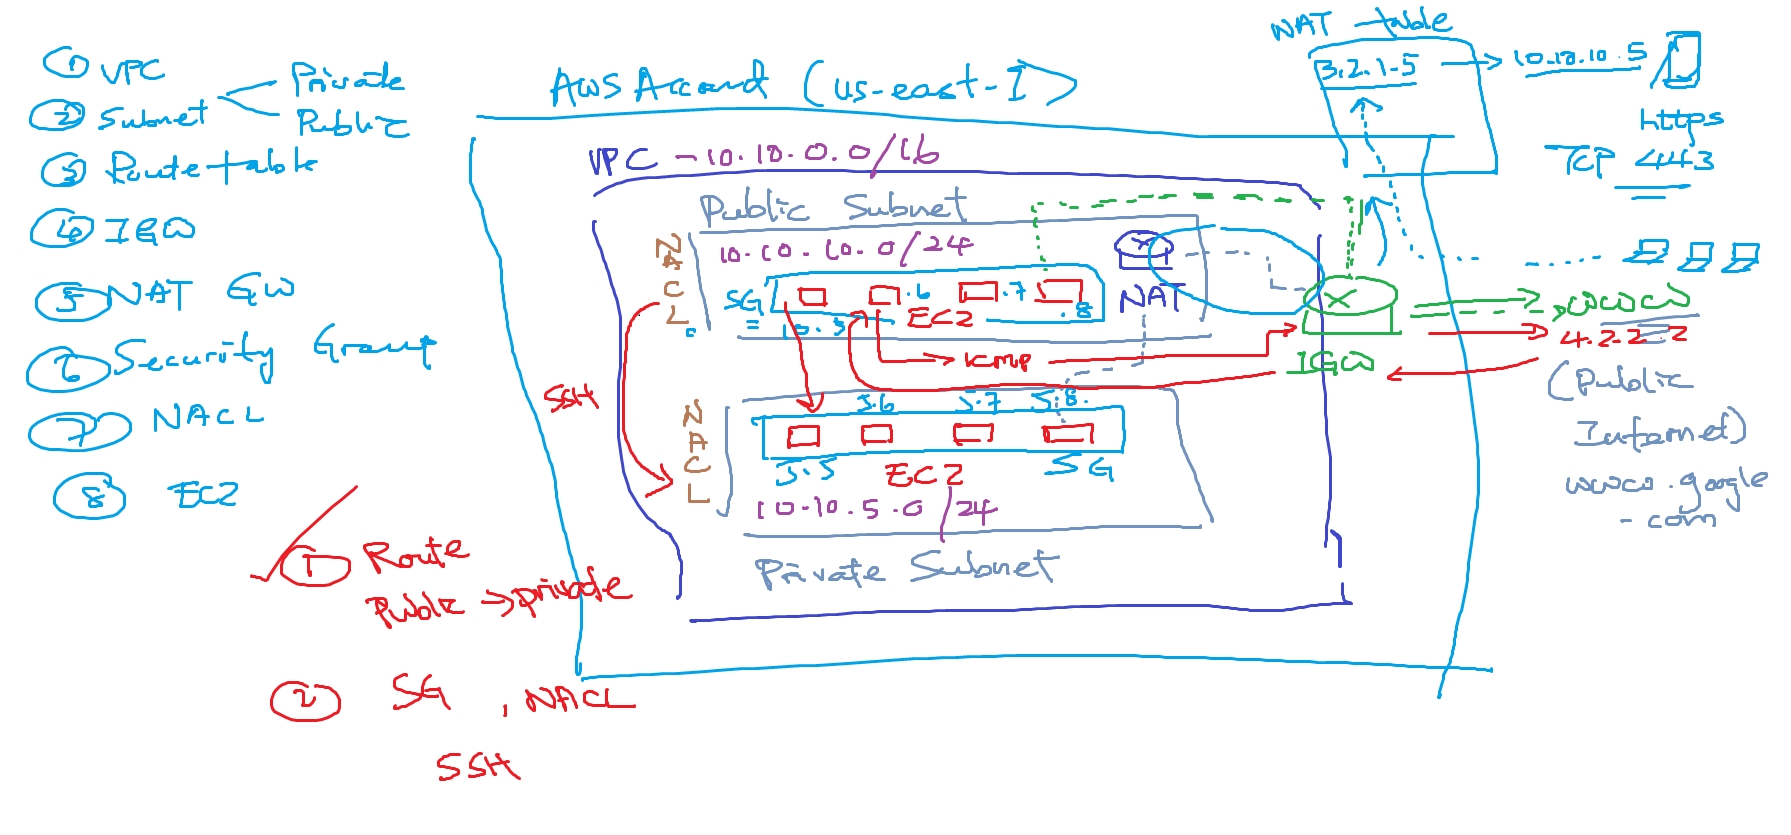 ① VPC
② Subnet
Private
Public
③ Route table
④ IGW
⑤ NAT GW
⑥ Security Group
⑦ NACL
⑧ EC2
① Route
Public → private
② SG, NACL
SSH
AWS Account (us-east-1)
VPC - 10.10.0.0/16
Public Subnet
10.10.10.0/24
NACL
SG
10.5
.6
.7
.8
EC2
NAT
SSH
icmp
IGW
NACL
5.6
5.7
5.8.
5.5
EC2
SG
10.10.5.0/24
Private Subnet
NAT table
3.2.1.5 → 10.10.10.5
https
TCP 443
www
4.2.2.2
(Public
Internet)
www.google
.com